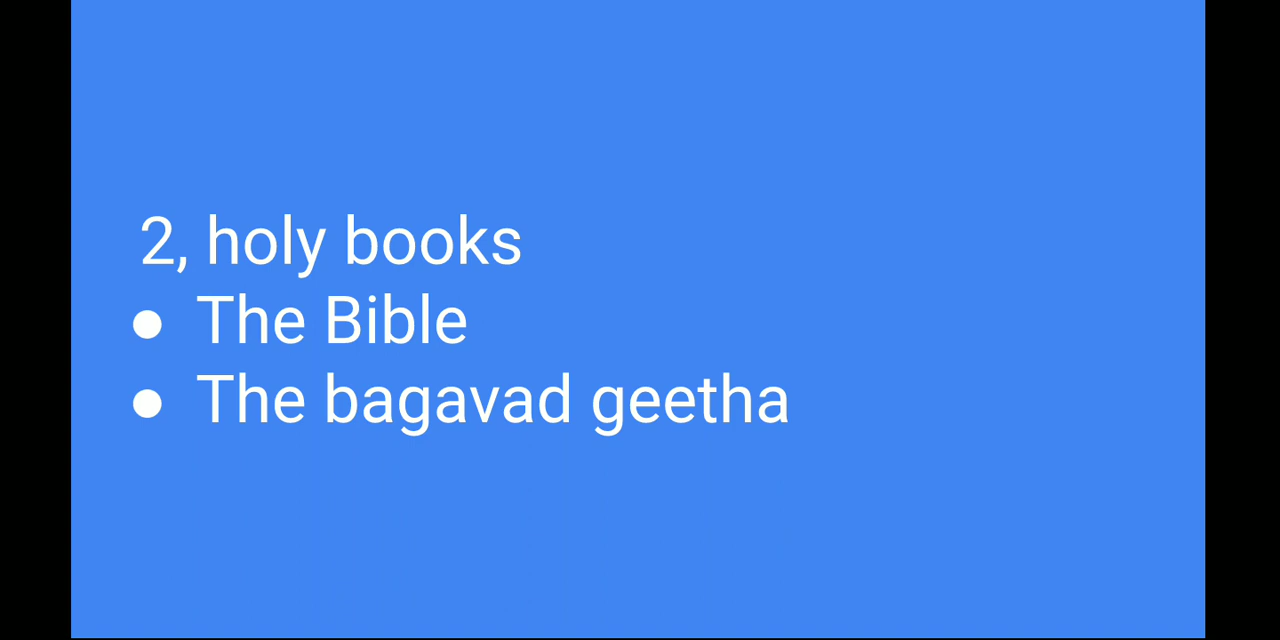 2, holy books
● The Bible
● The bagavad geetha